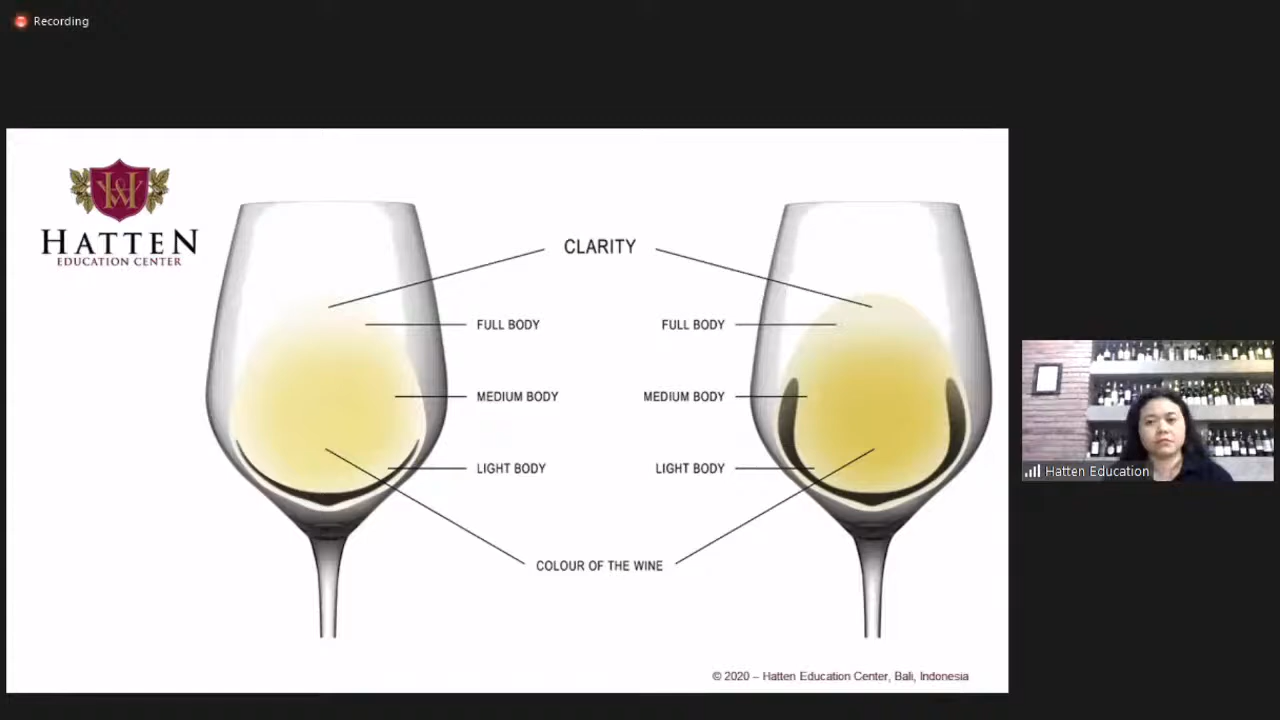 Recording
HATTEN
EDUCATION CENTER
CLARITY
FULL BODY
FULL BODY
MEDIUM BODY
MEDIUM BODY
LIGHT BODY
LIGHT BODY
COLOUR OF THE WINE
© 2020 – Hatten Education Center, Bali, Indonesia
Hatten Education